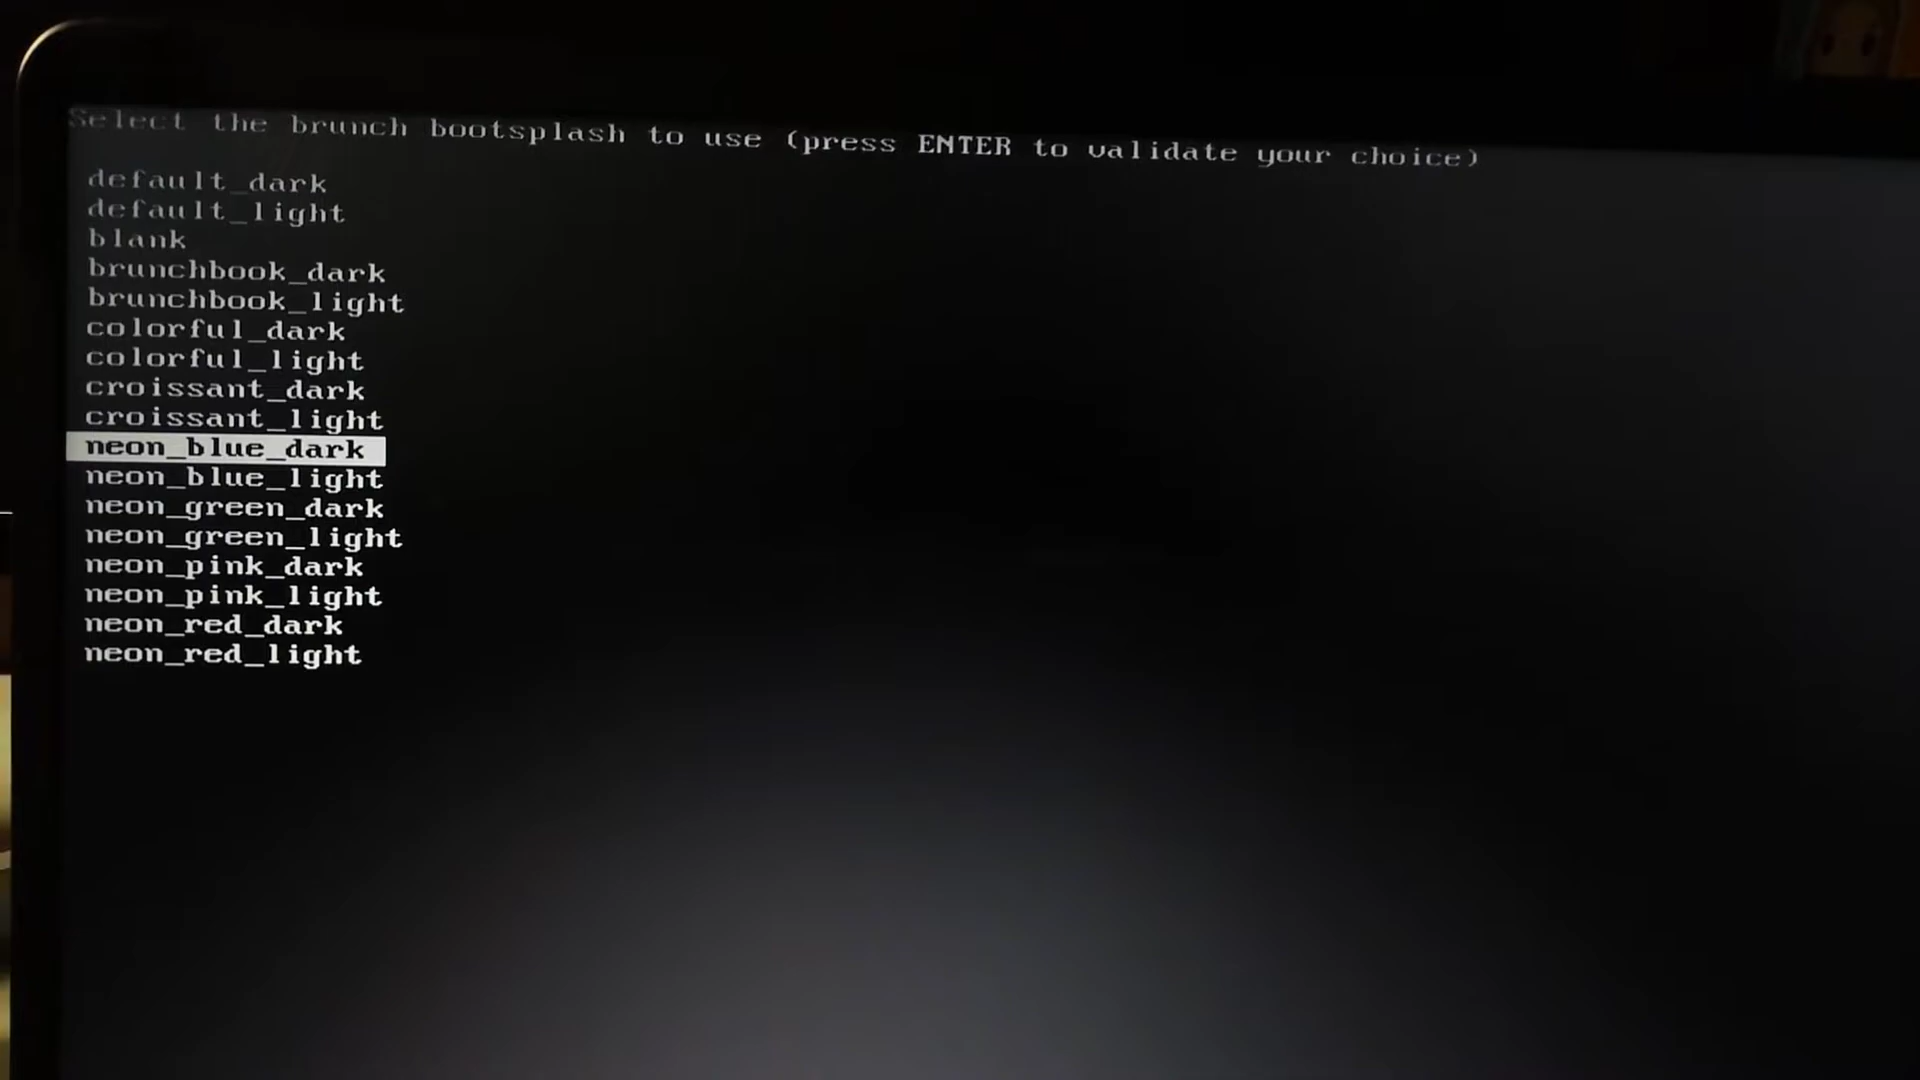 Select the brunch bootsplash to use (press ENTER to validate your choice)
default_dark
default_light
blank
brunchbook_dark
brunchbook_light
colorful_dark
colorful_light
croissant_dark
croissant_light
neon_blue_dark
neon_blue_light
neon_green_dark
neon_green_light
neon_pink_dark
neon_pink_light
neon_red_dark
neon_red_light